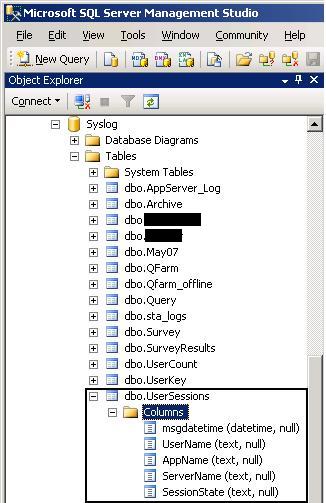 Microsoft SQL Server Management Studio
File Edit View Tools Window Community Help
New Query
Object Explorer
Connect
Syslog
Database Diagrams
Tables
System Tables
dbo.AppServer_Log
dbo.Archive
dbo.
dbo.
dbo.May07
dbo.QFarm
dbo.Qfarm_offline
dbo.Query
dbo.sta_logs
dbo.Survey
dbo.SurveyResults
dbo.UserCount
dbo.UserKey
dbo.UserSessions
Columns
msgdatetime (datetime, null)
UserName (text, null)
AppName (text, null)
ServerName (text, null)
SessionState (text, null)